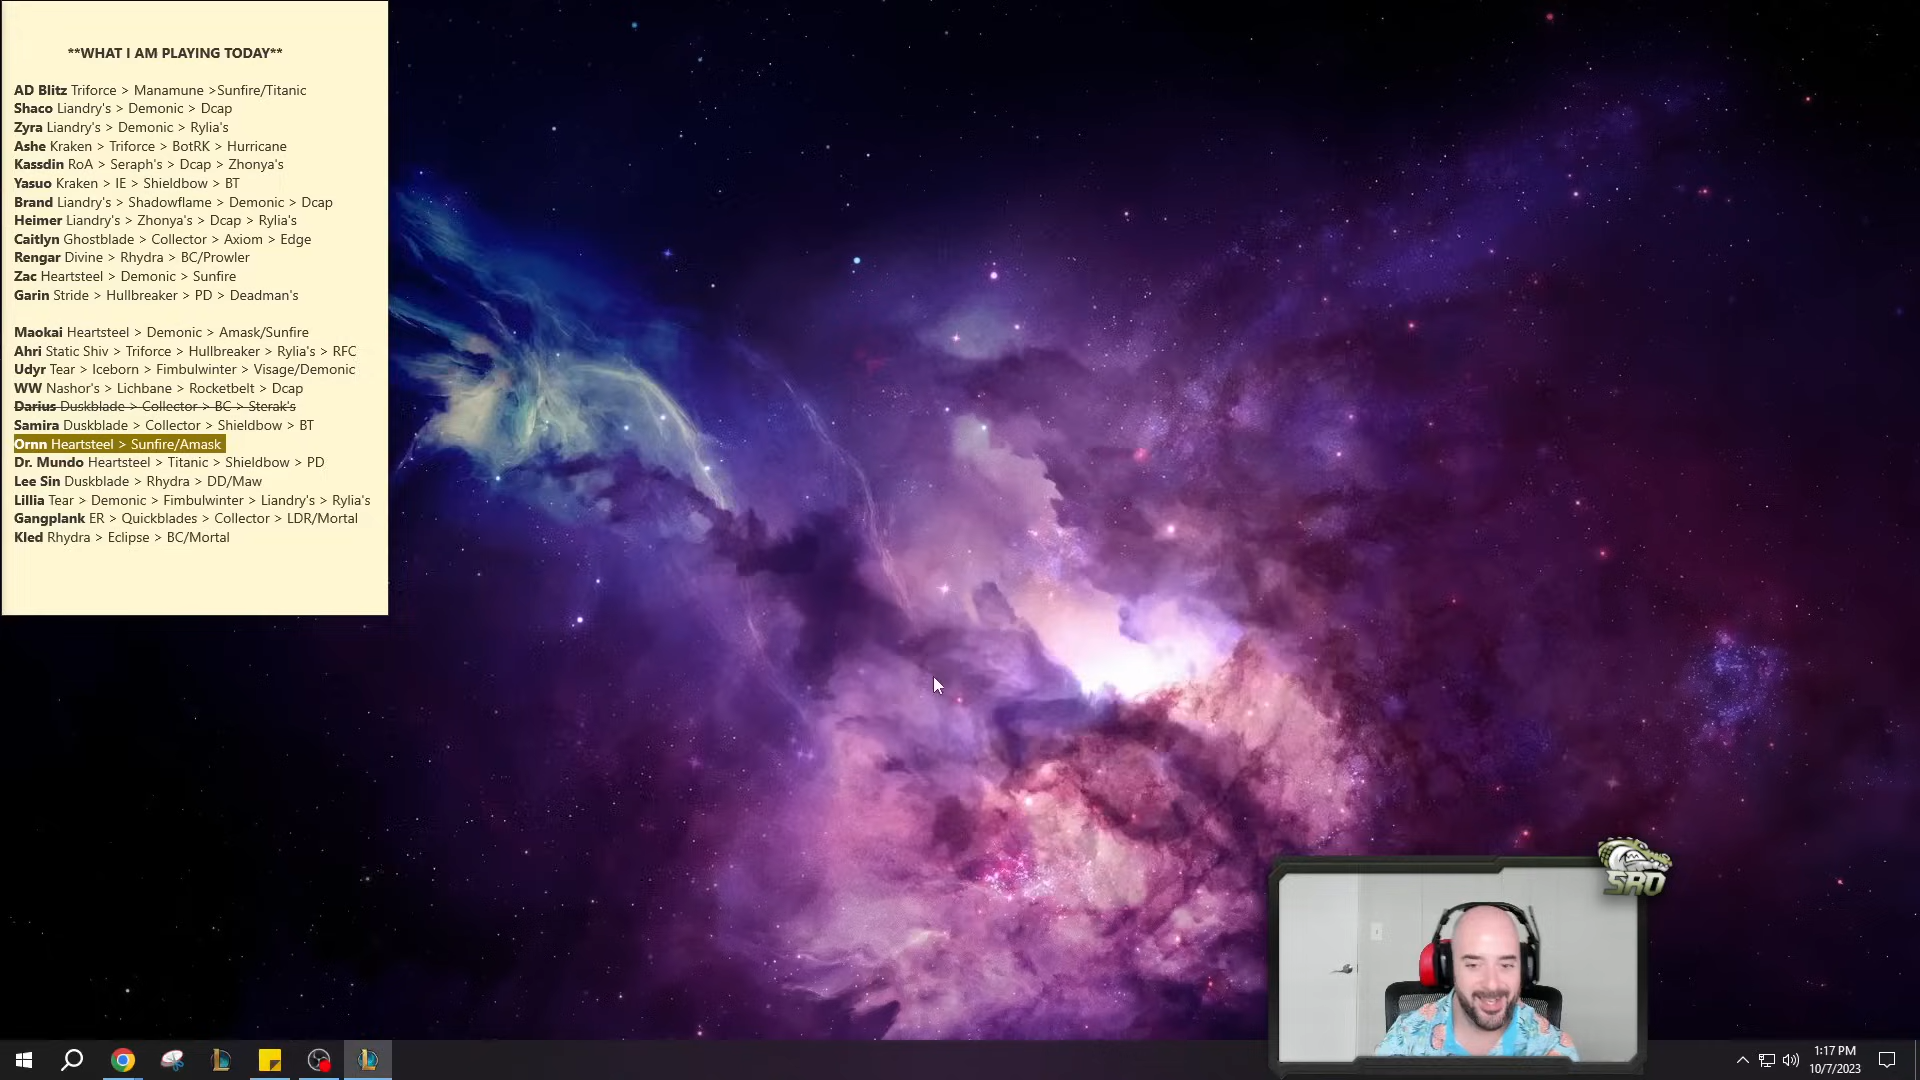 **WHAT I AM PLAYING TODAY**
AD Blitz Triforce > Manamune >Sunfire/Titanic
Shaco Liandry's > Demonic > Dcap
Zyra Liandry's > Demonic > Rylia's
Ashe Kraken > Triforce > BotRK > Hurricane
Kassdin RoA > Seraph's > Dcap > Zhonya's
Yasuo Kraken > IE > Shieldbow > BT
Brand Liandry's > Shadowflame > Demonic > Dcap
Heimer Liandry's > Zhonya's > Dcap > Rylia's
Caitlyn Ghostblade > Collector > Axiom > Edge
Rengar Divine > Rhydra > BC/Prowler
Zac Heartsteel > Demonic > Sunfire
Garin Stride > Hullbreaker > PD > Deadman's
Maokai Heartsteel > Demonic > Amask/Sunfire
Ahri Static Shiv > Triforce > Hullbreaker > Rylia's > RFC
Udyr Tear > Iceborn > Fimbulwinter > Visage/Demonic
WW Nashor's > Lichbane > Rocketbelt > Dcap
Darius Duskblade > Collector > BC > Sterak's
Samira Duskblade > Collector > Shieldbow > BT
Ornn Heartsteel > Sunfire/Amask
Dr. Mundo Heartsteel > Titanic > Shieldbow > PD
Lee Sin Duskblade > Rhydra > DD/Maw
Lillia Tear > Demonic > Fimbulwinter > Liandry's > Rylia's
Gangplank ER > Quickblades > Collector > LDR/Mortal
Kled Rhydra > Eclipse > BC/Mortal
SRO
1:17 PM
10/7/2023